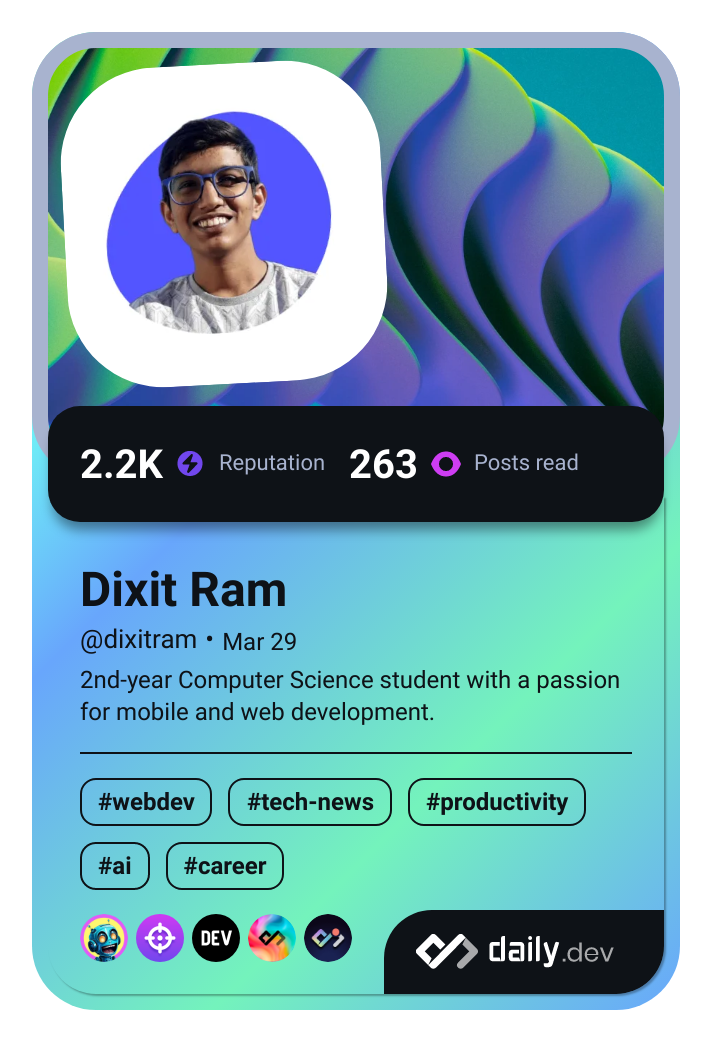 2.2K Reputation 263 Posts read
Dixit Ram
@dixitram • Mar 29
2nd-year Computer Science student with a passion
for mobile and web development.
#webdev #tech-news #productivity
#ai #career
DEV
daily.dev